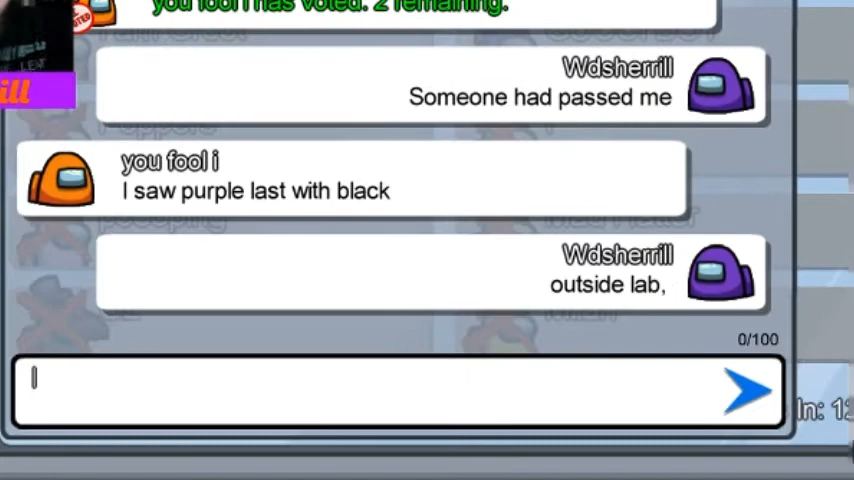 you fool i has voted. 2 remaining.
Wdsherrill
Someone had passed me
you fool i
I saw purple last with black
Wdsherrill
outside lab,
0/100
ill